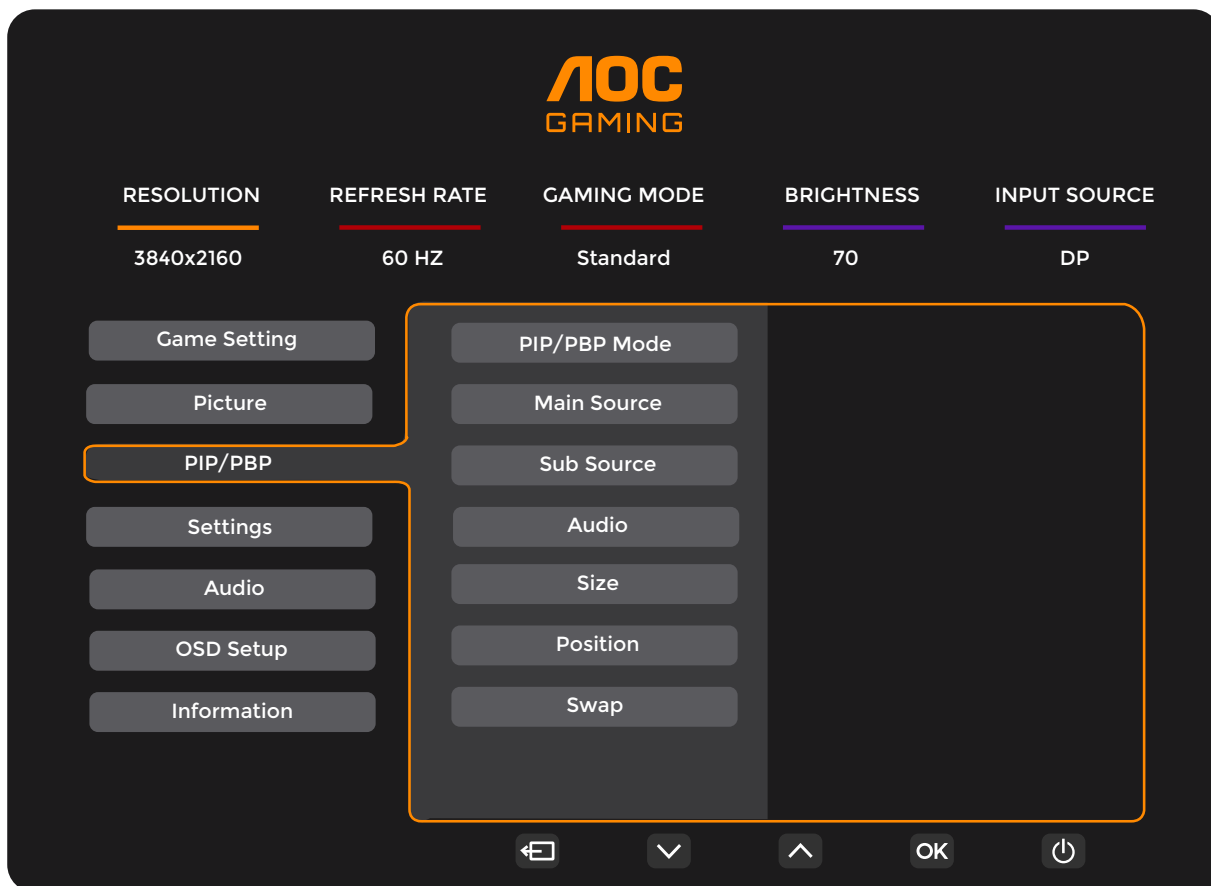 AOC
GAMING
RESOLUTION REFRESH RATE GAMING MODE BRIGHTNESS INPUT SOURCE
3840x2160 60 HZ Standard 70 DP
Game Setting
Picture
PIP/PBP
Settings
Audio
OSD Setup
Information
PIP/PBP Mode
Main Source
Sub Source
Audio
Size
Position
Swap
OK